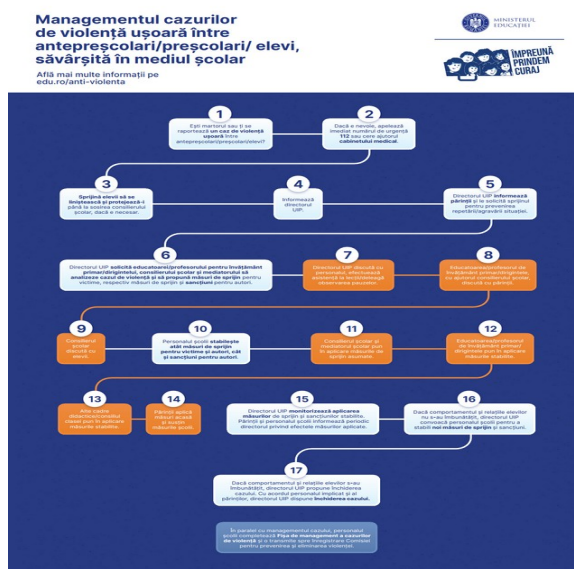 Managementul cazurilor
de violență ușoară între
antepreșcolari/preșcolari/ elevi,
săvârșită în mediul școlar
Află mai multe informații pe
edu.ro/anti-violenta
MINISTERUL
EDUCAȚIEI
ÎMPREUNĂ
PRINDEM
CURAJ
1
Ești martorul sau ți se
raportează un caz de violență
ușoară între
antepreșcolari/preșcolari/elevi?
2
Dacă e nevoie, apelează
imediat numărul de urgență
112 sau cere ajutorul
cabinetului medical.
3
Sprijină elevii să se
liniștească și protejează-i
până la sosirea consilierului
școlar, dacă e necesar.
4
Informează
directorul
UIP.
5
Directorul UIP informează
părinții și le solicită sprijinul
pentru prevenirea
repetării/agravării situației.
6
Directorul UIP solicită educatoarei/profesorului pentru învățământ
primar/dirigintelui, consilierului școlar și mediatorului să
analizeze cazul de violență și să propună măsuri de sprijin pentru
victime, respectiv măsuri de sprijin și sancțiuni pentru autori.
7
Directorul UIP discută cu
personalul, efectuează
asistență la lecții/deleagă
observarea pauzelor.
8
Educatoarea/profesorul de
învățământ primar/dirigintele,
cu ajutorul consilierului școlar,
discută cu părinții.
9
Consilierul
școlar
discută cu
elevii.
10
Personalul școlii stabilește
atât măsuri de sprijin
pentru victime și autori, cât
și sancțiuni pentru autori.
11
Consilierul școlar și
mediatorul școlar pun
în aplicare măsurile de
sprijin asumate.
12
Educatoarea/profesorul
de învățământ primar/
dirigintele pun în aplicare
măsurile stabilite.
13
Alte cadre
didactice/consiliul
clasei pun în aplicare
măsurile stabilite.
14
Părinții aplică
măsuri acasă
și susțin
măsurile școlii.
15
Directorul UIP monitorizează aplicarea
măsurilor de sprijin și sancțiunilor stabilite.
Părinții și personalul școlii informează periodic
directorul privind efectele măsurilor aplicate.
16
Dacă comportamentul și relațiile elevilor
nu s-au îmbunătățit, directorul UIP
convoacă personalul școlii pentru a
stabili noi măsuri de sprijin și sancțiuni.
17
Dacă comportamentul și relațiile elevilor s-au
îmbunătățit, directorul UIP propune închiderea
cazului. Cu acordul personalului implicat și al
părinților, directorul UIP dispune închiderea cazului.
În paralel cu managementul cazului, personalul
școlii completează Fișa de management a cazurilor
de violență și o transmite spre înregistrare Comisiei
pentru prevenirea și eliminarea violenței.